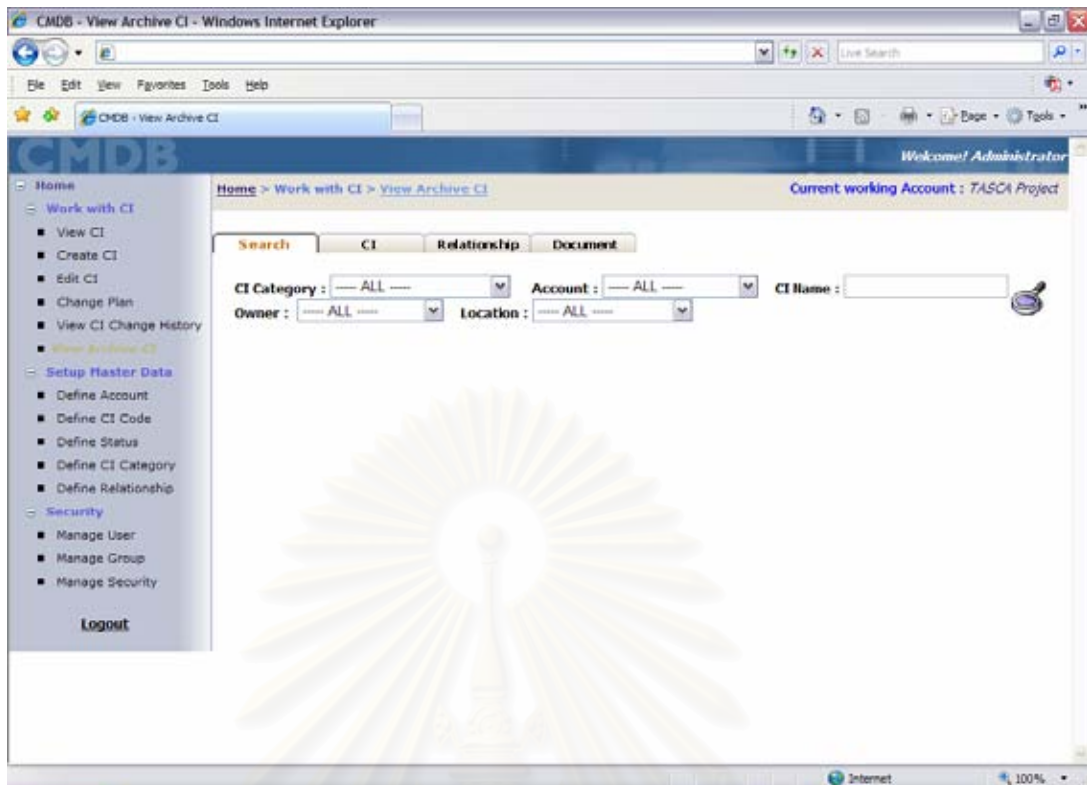 CMDB - View Archive CI - Windows Internet Explorer
Live Search
File Edit View Favorites Tools Help
CMDB - View Archive CI
Page Tools
CMDB
Welcome! Administrator
Home > Work with CI > View Archive CI
Current working Account : TASCA Project
Home
Work with CI
View CI
Create CI
Edit CI
Change Plan
View CI Change History
View Archive CI
Setup Master Data
Define Account
Define CI Code
Define Status
Define CI Category
Define Relationship
Security
Manage User
Manage Group
Manage Security
Logout
Search CI Relationship Document
CI Category : ---- ALL ---- Account : ---- ALL ---- CI Name :
Owner : ---- ALL ---- Location : ---- ALL ----
Internet 100%